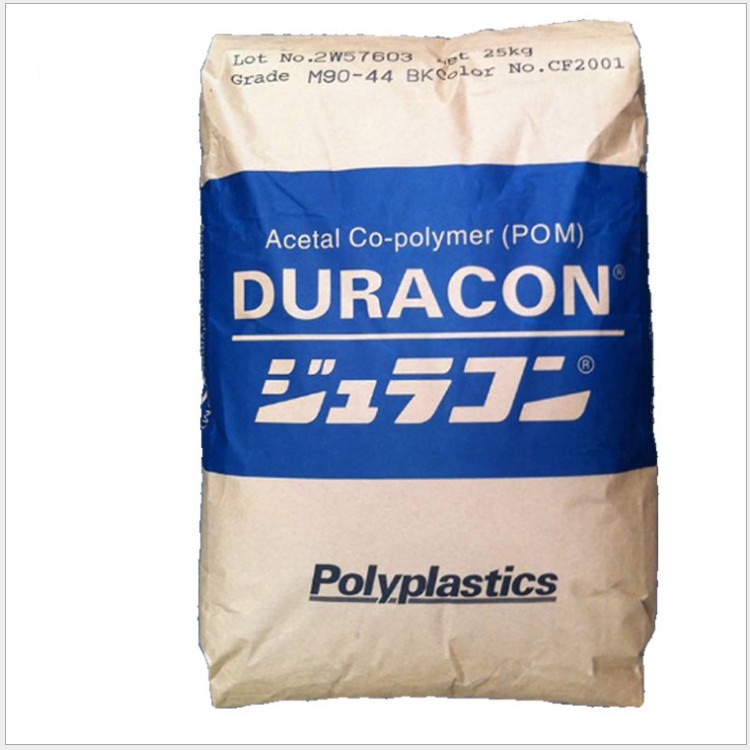 Lot No.2W57603 Net 25kg
Grade M90-44 BK Color No.CF2001
Acetal Co-polymer (POM)
DURACON®
ジュラコン®
Polyplastics